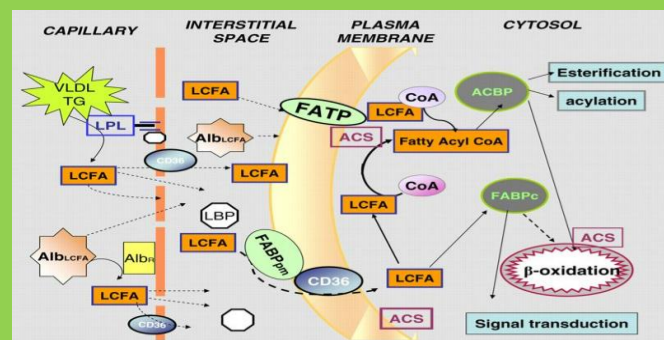 CAPILLARY
INTERSTITIAL
SPACE
PLASMA
MEMBRANE
CYTOSOL
VLDL
TG
LPL
CD36
LCFA
AlbLCFA
AlbR
LCFA
CD36
LCFA
AlbLCFA
LCFA
LBP
LCFA
FABPpm
CD36
FATP
LCFA
CoA
ACS
Fatty Acyl CoA
CoA
LCFA
LCFA
ACS
ACBP
Esterification
acylation
FABPc
ACS
β-oxidation
Signal transduction